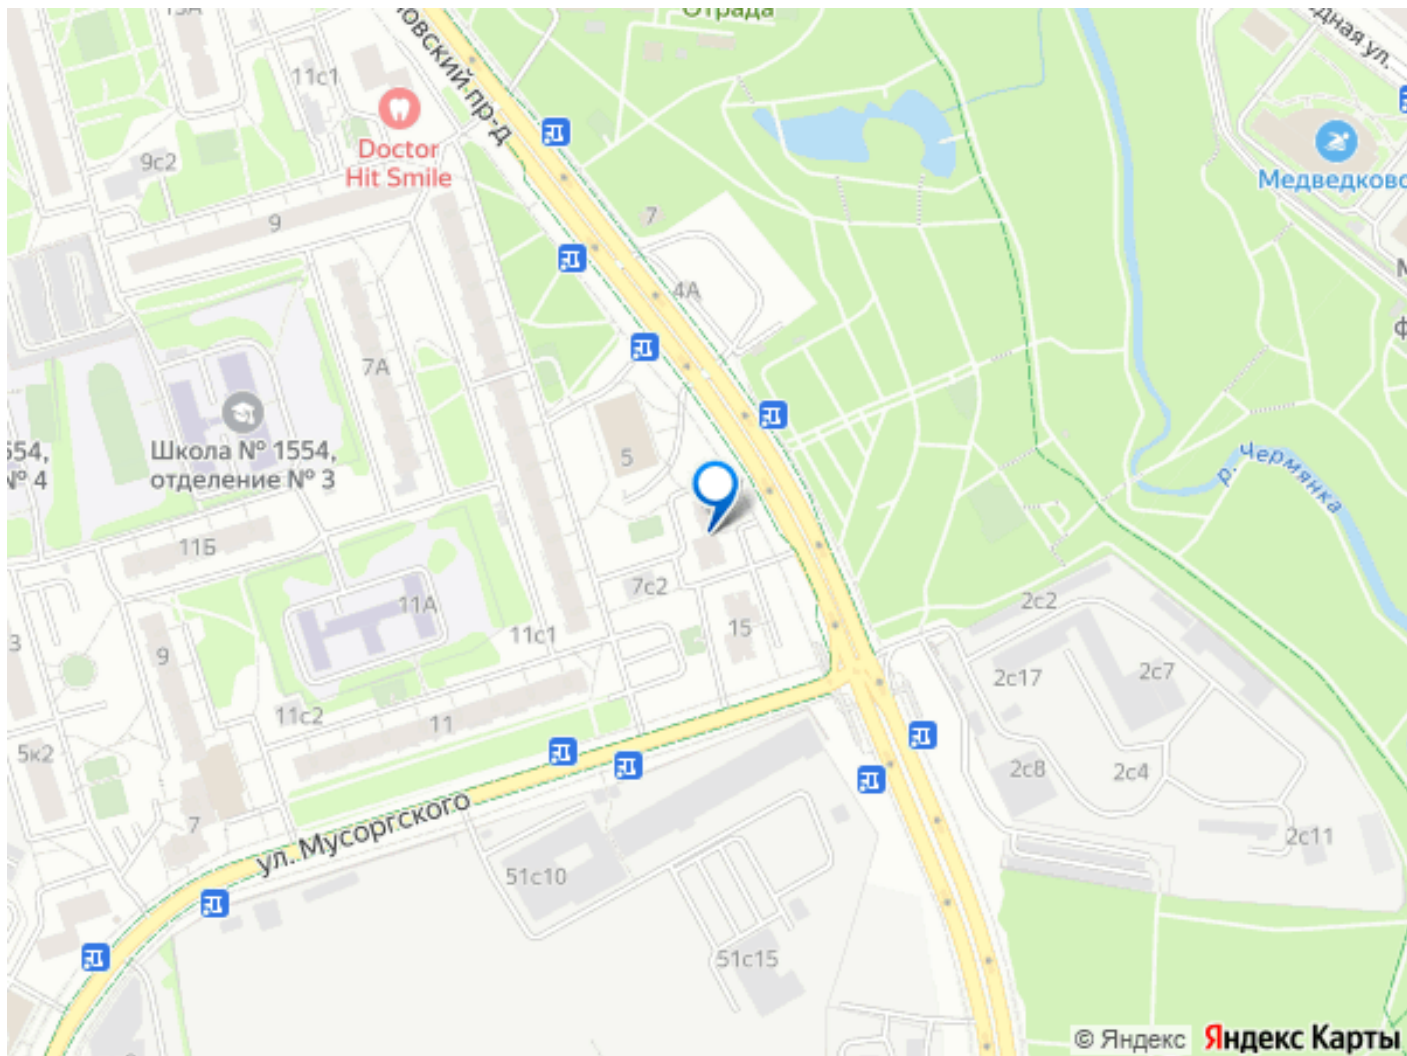 Отрада
11с1
Doctor
Hit Smile
9с2
9
7
4А
Медведково
7А
5
Школа № 1554,
отделение № 3
554,
№ 4
р. Чермянка
11Б
11А
7с2
15
11с1
2с2
2с17
2с7
3
9
11с2
11
5к2
2с8
2с4
2с11
7
ул. Мусоргского
51с10
51с15
© Яндекс
Яндекс Карты